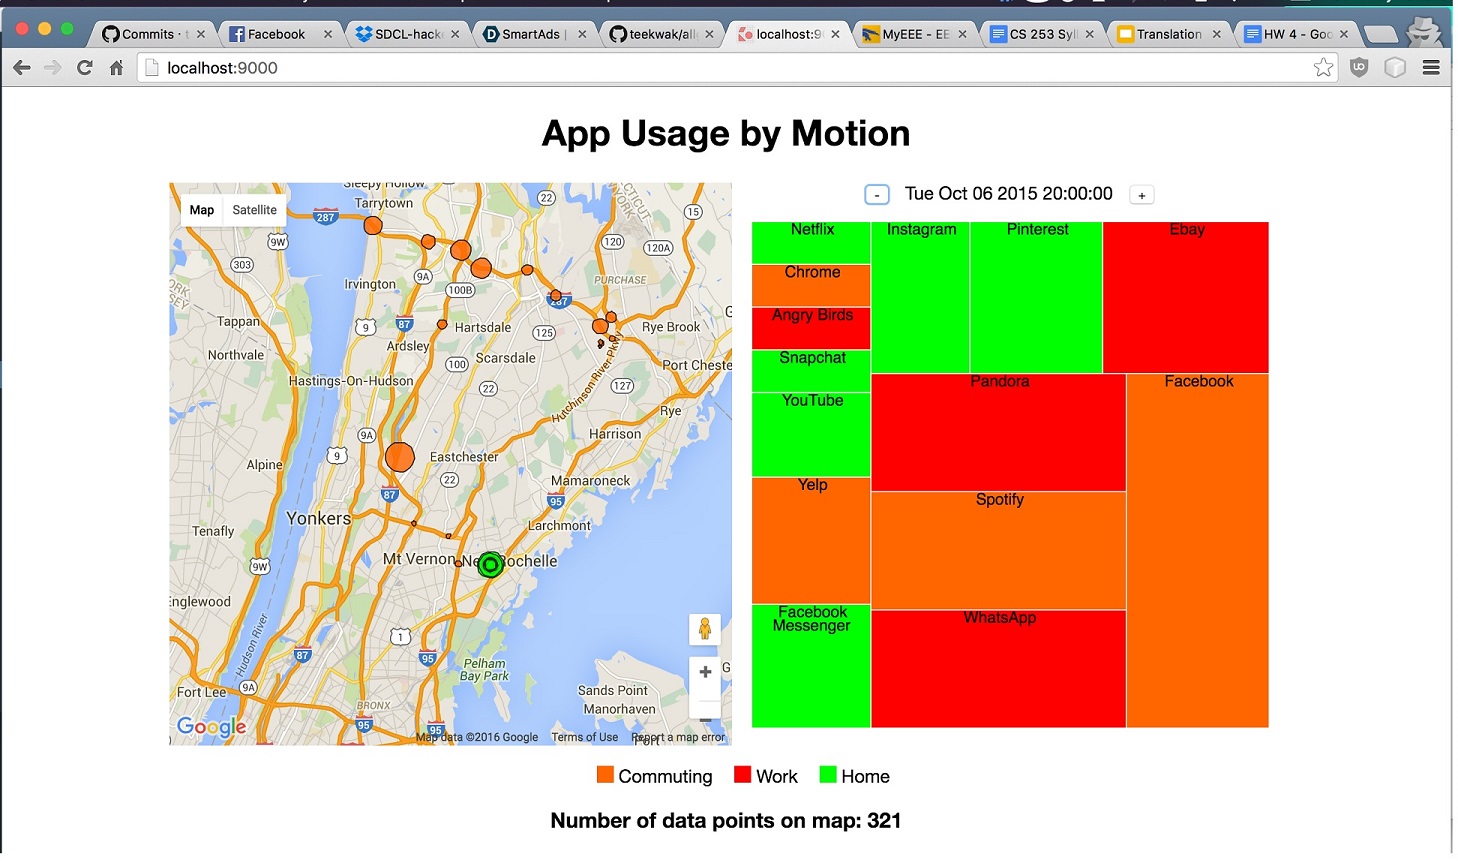 Commits · t
Facebook
SDCL-hack
SmartAds |
teekwak/all
localhost:90
MyEEE - EE
CS 253 Syl
Translation
HW 4 - Goo
localhost:9000
App Usage by Motion
Map Satellite
Sleepy Hollow
Tarrytown
287
22
15
CTICUT
YORK
9W
120
120A
303
Irvington
9A
100B
PURCHASE
287
Tappan
9
87
Hartsdale
125
Rye Brook
Ardsley
Northvale
100
Scarsdale
Port Cheste
Hastings-On-Hudson
22
127
Hutchinson River Pkwy
Rye
9A
Harrison
9
Eastchester
Alpine
22
Mamaroneck
87
95
Yonkers
Larchmont
Tenafly
Mt Vernon
New Rochelle
9W
Englewood
1
Hudson River
87
95
Pelham
Bay Park
Fort Lee
9A
Sands Point
Manorhaven
BRONX
95
95
Google
Map data ©2016 Google Terms of Use Report a map error
Port
- Tue Oct 06 2015 20:00:00 +
Netflix
Instagram
Pinterest
Ebay
Chrome
Angry Birds
Snapchat
Pandora
Facebook
YouTube
Yelp
Spotify
Facebook
Messenger
WhatsApp
Commuting Work Home
Number of data points on map: 321